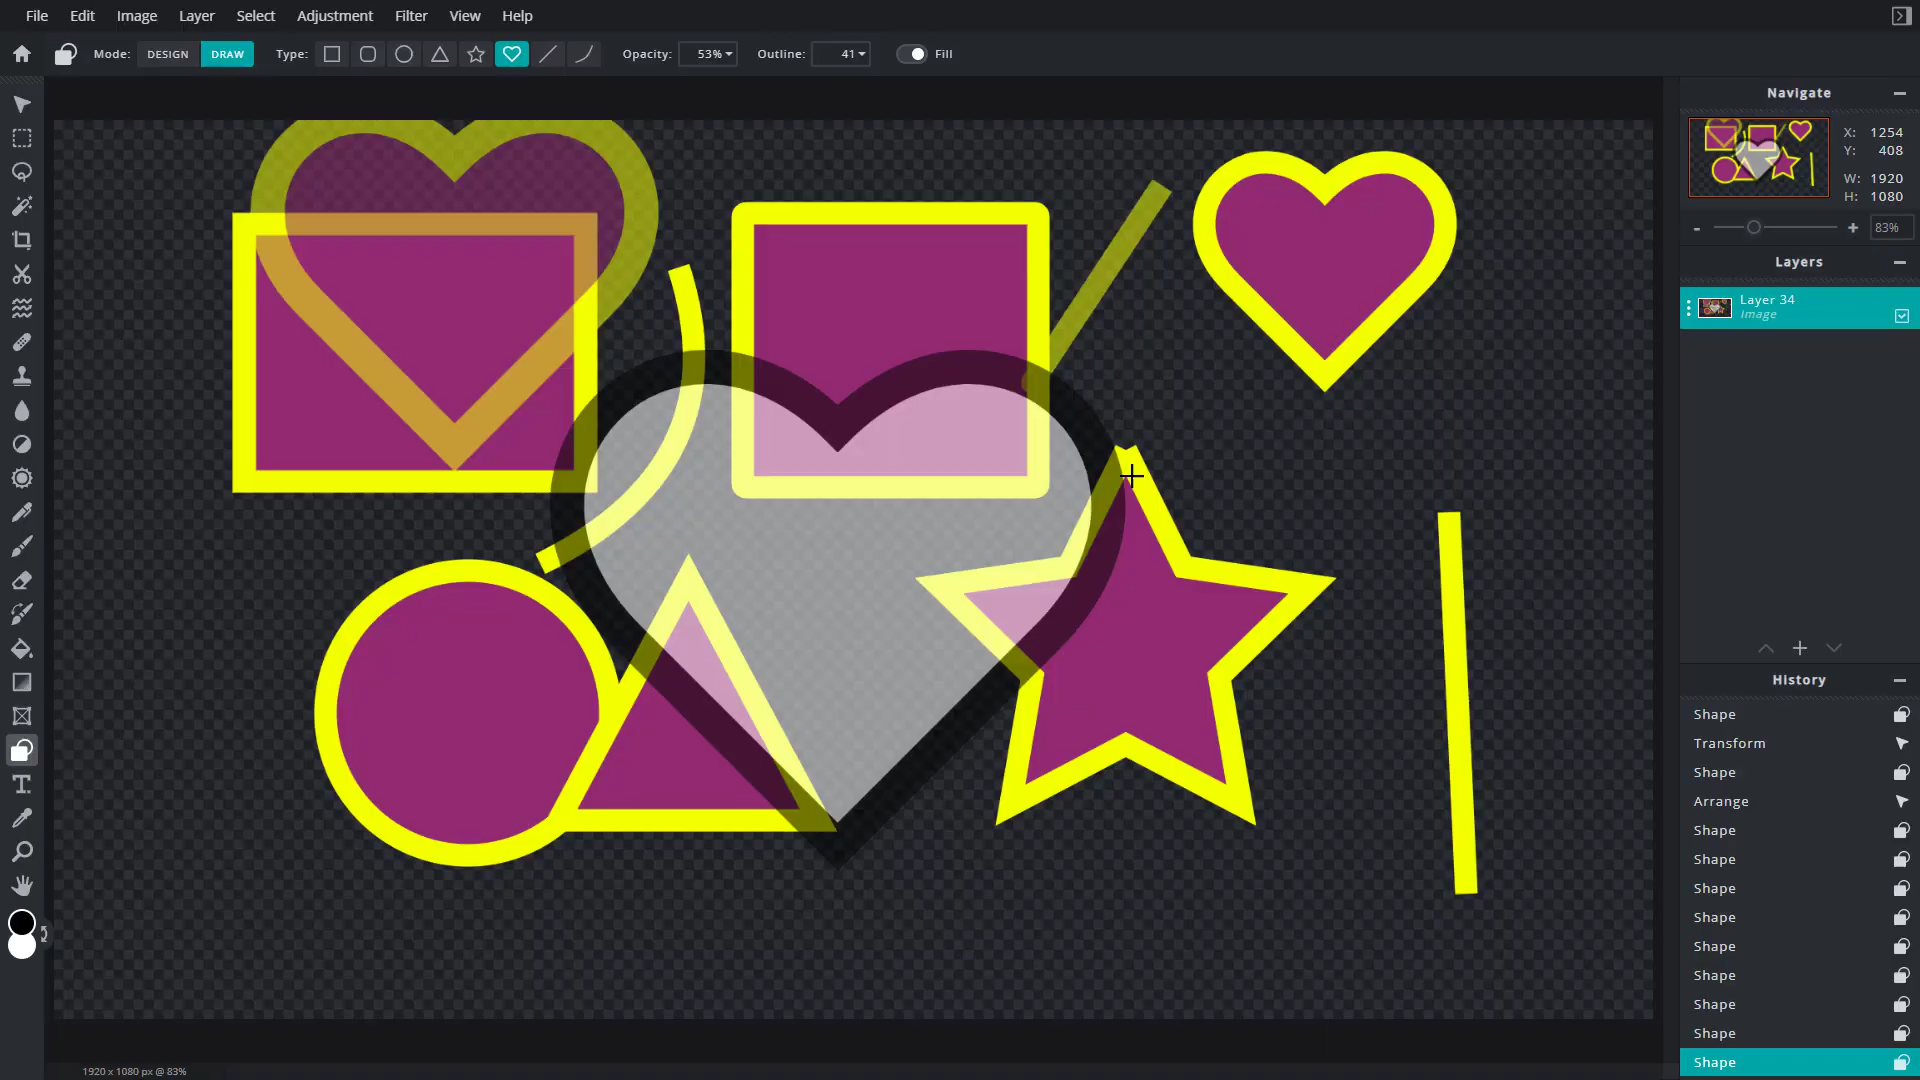 File Edit Image Layer Select Adjustment Filter View Help
Mode: DESIGN DRAW Type: Opacity: 53% Outline: 41 Fill
Navigate
X: 1254
Y: 408
W: 1920
H: 1080
- + 83%
Layers
Layer 34
Image
History
Shape
Transform
Shape
Arrange
Shape
Shape
Shape
Shape
Shape
Shape
Shape
Shape
Shape
1920 x 1080 px @ 83%